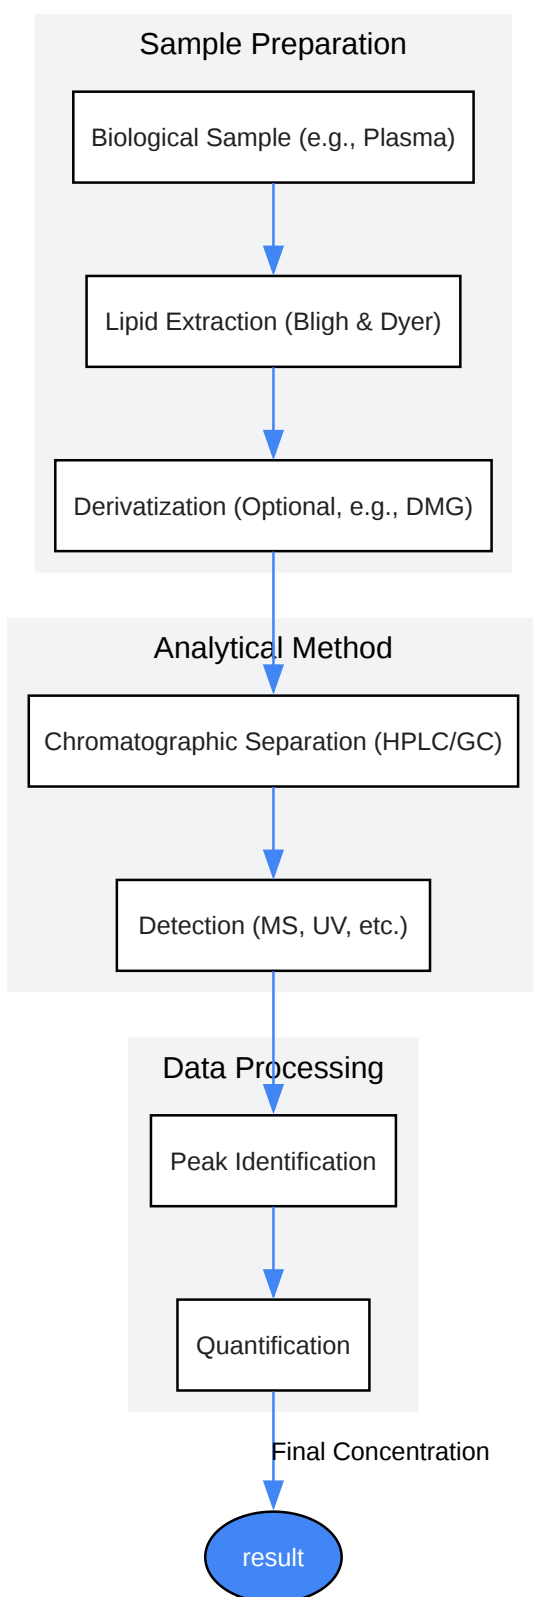 Sample Preparation
Biological Sample (e.g., Plasma)
Lipid Extraction (Bligh & Dyer)
Derivatization (Optional, e.g., DMG)
Analytical Method
Chromatographic Separation (HPLC/GC)
Detection (MS, UV, etc.)
Data Processing
Peak Identification
Quantification
Final Concentration
result